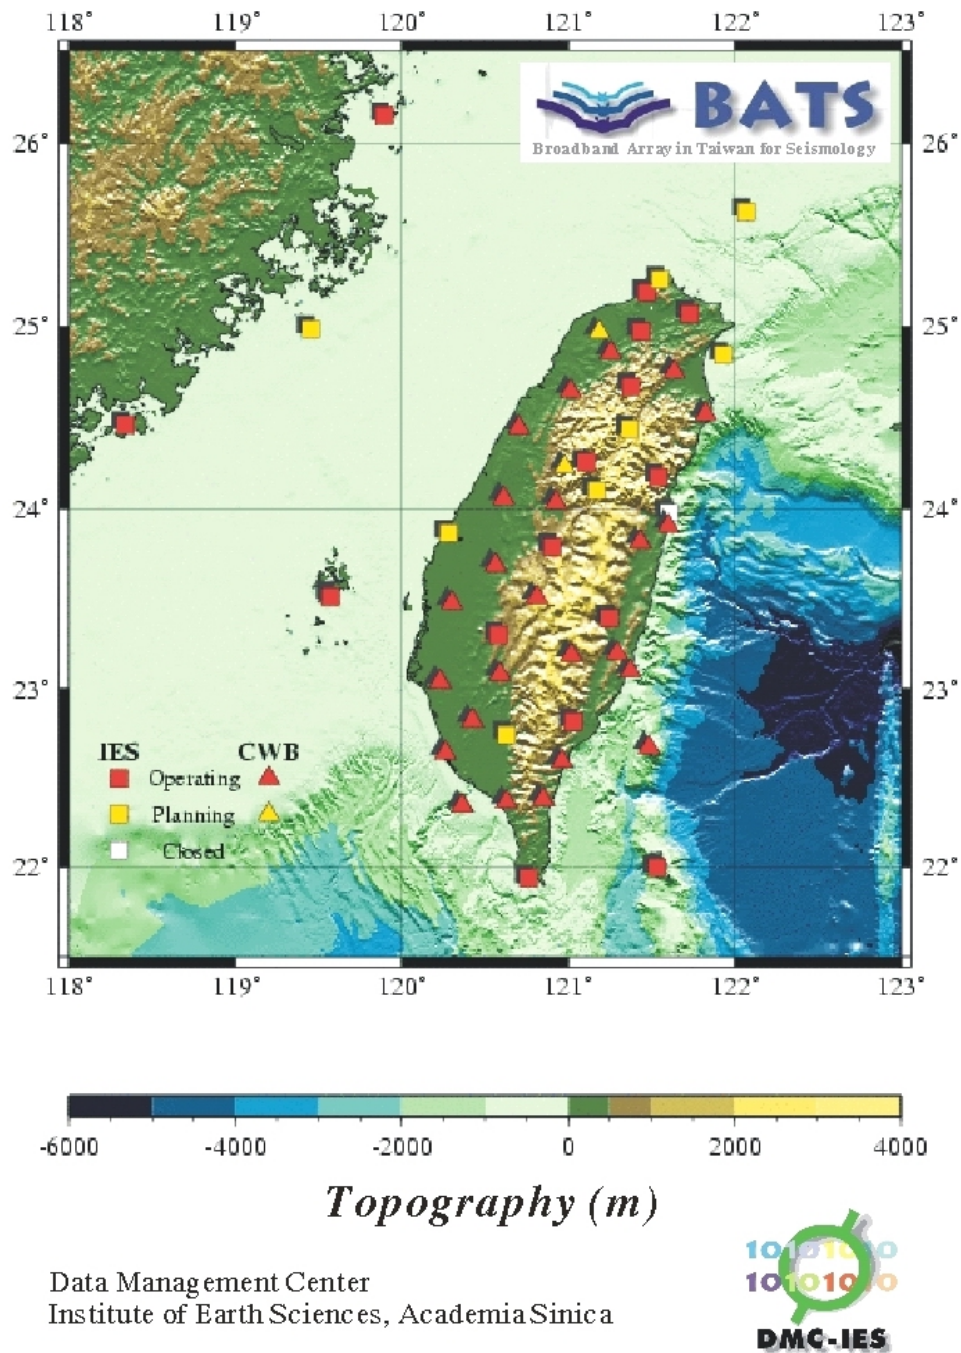 118° 119° 120° 121° 122° 123°
BATS
Broadband Array in Taiwan for Seismology
26° 26°
25° 25°
24° 24°
23° 23°
IES CWB
Operating
Planning
Closed
22° 22°
118° 119° 120° 121° 122° 123°
-6000 -4000 -2000 0 2000 4000
Topography (m)
Data Management Center
Institute of Earth Sciences, Academia Sinica
10101010
10101010
DMC-IES